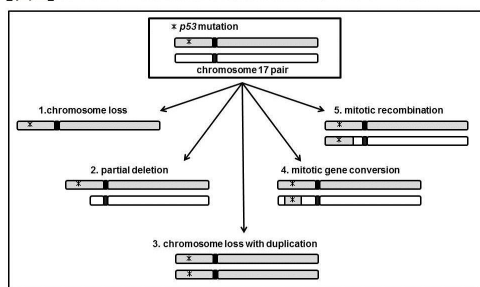 * p53 mutation
chromosome 17 pair
1.chromosome loss
5. mitotic recombination
2. partial deletion
4. mitotic gene conversion
3. chromosome loss with duplication